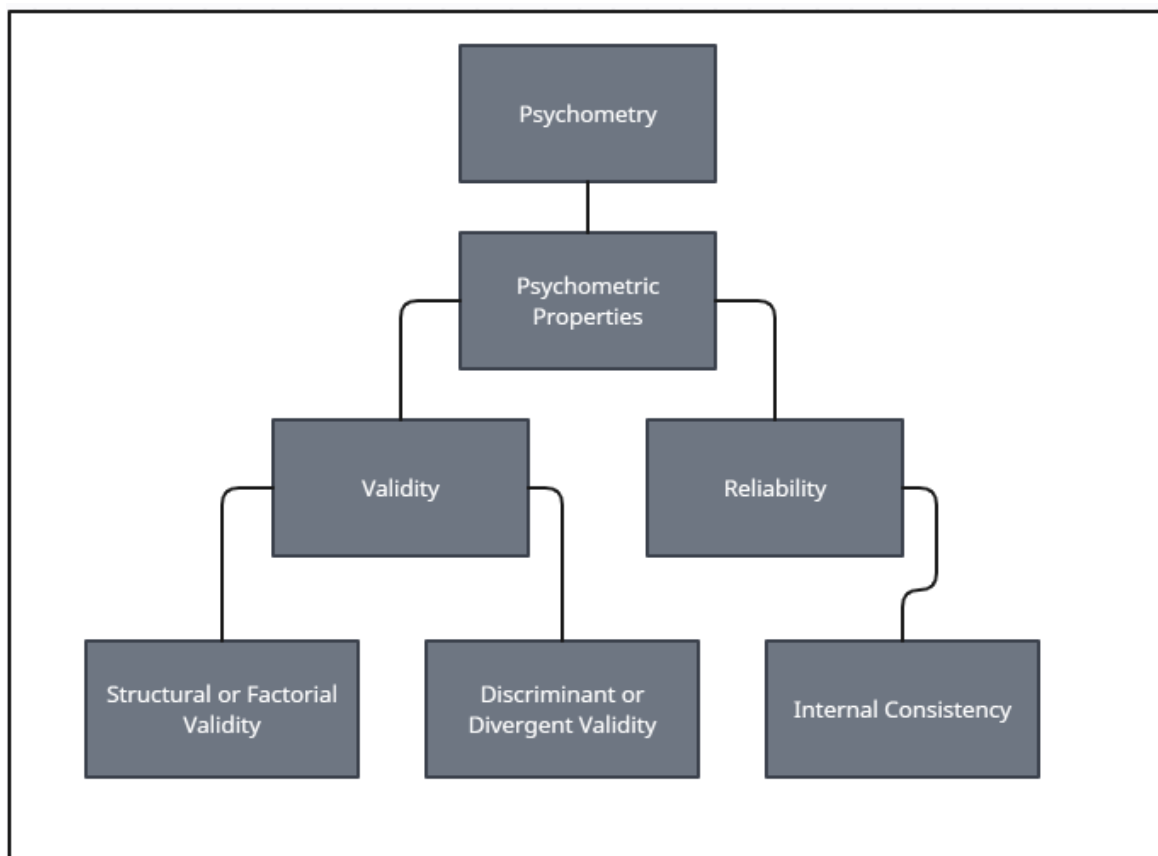 Psychometry
Psychometric
Properties
Validity
Reliability
Structural or Factorial
Validity
Discriminant or
Divergent Validity
Internal Consistency